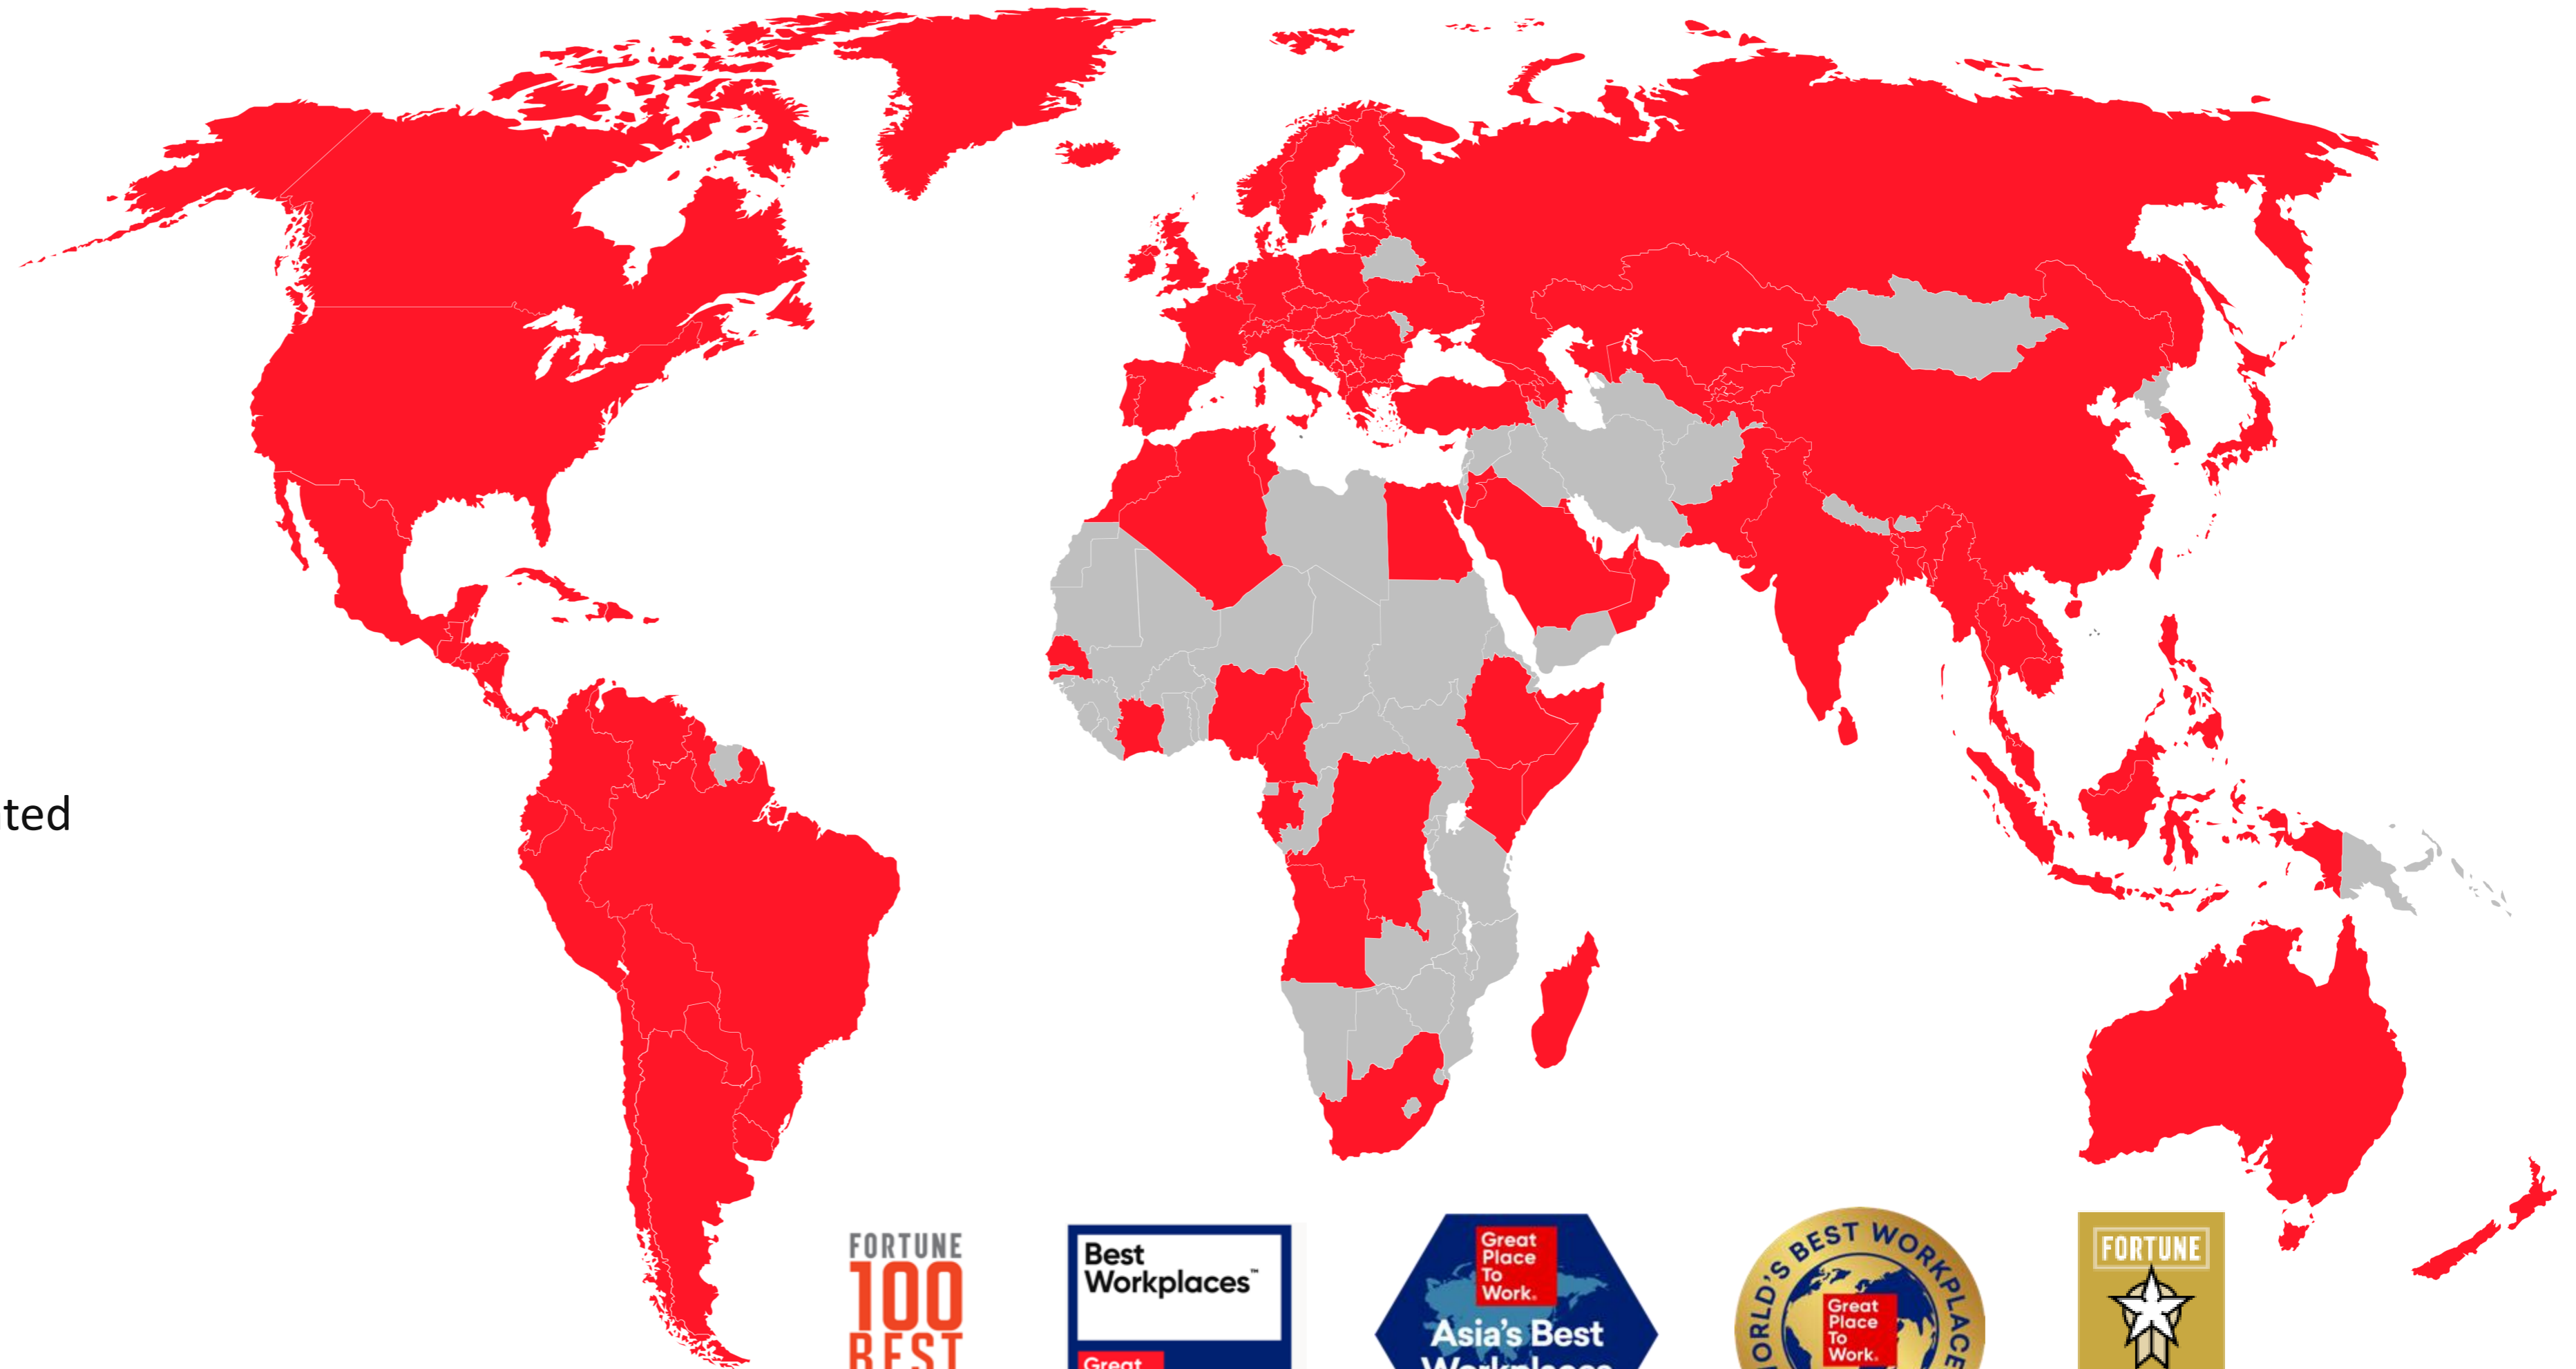 ted
FORTUNE
100
BEST
Best
Workplaces™
Great
Great
Place
To
Work.
Asia's Best
Workplaces
WORLD'S BEST WORKPLACE
Great
Place
To
Work.
FORTUNE